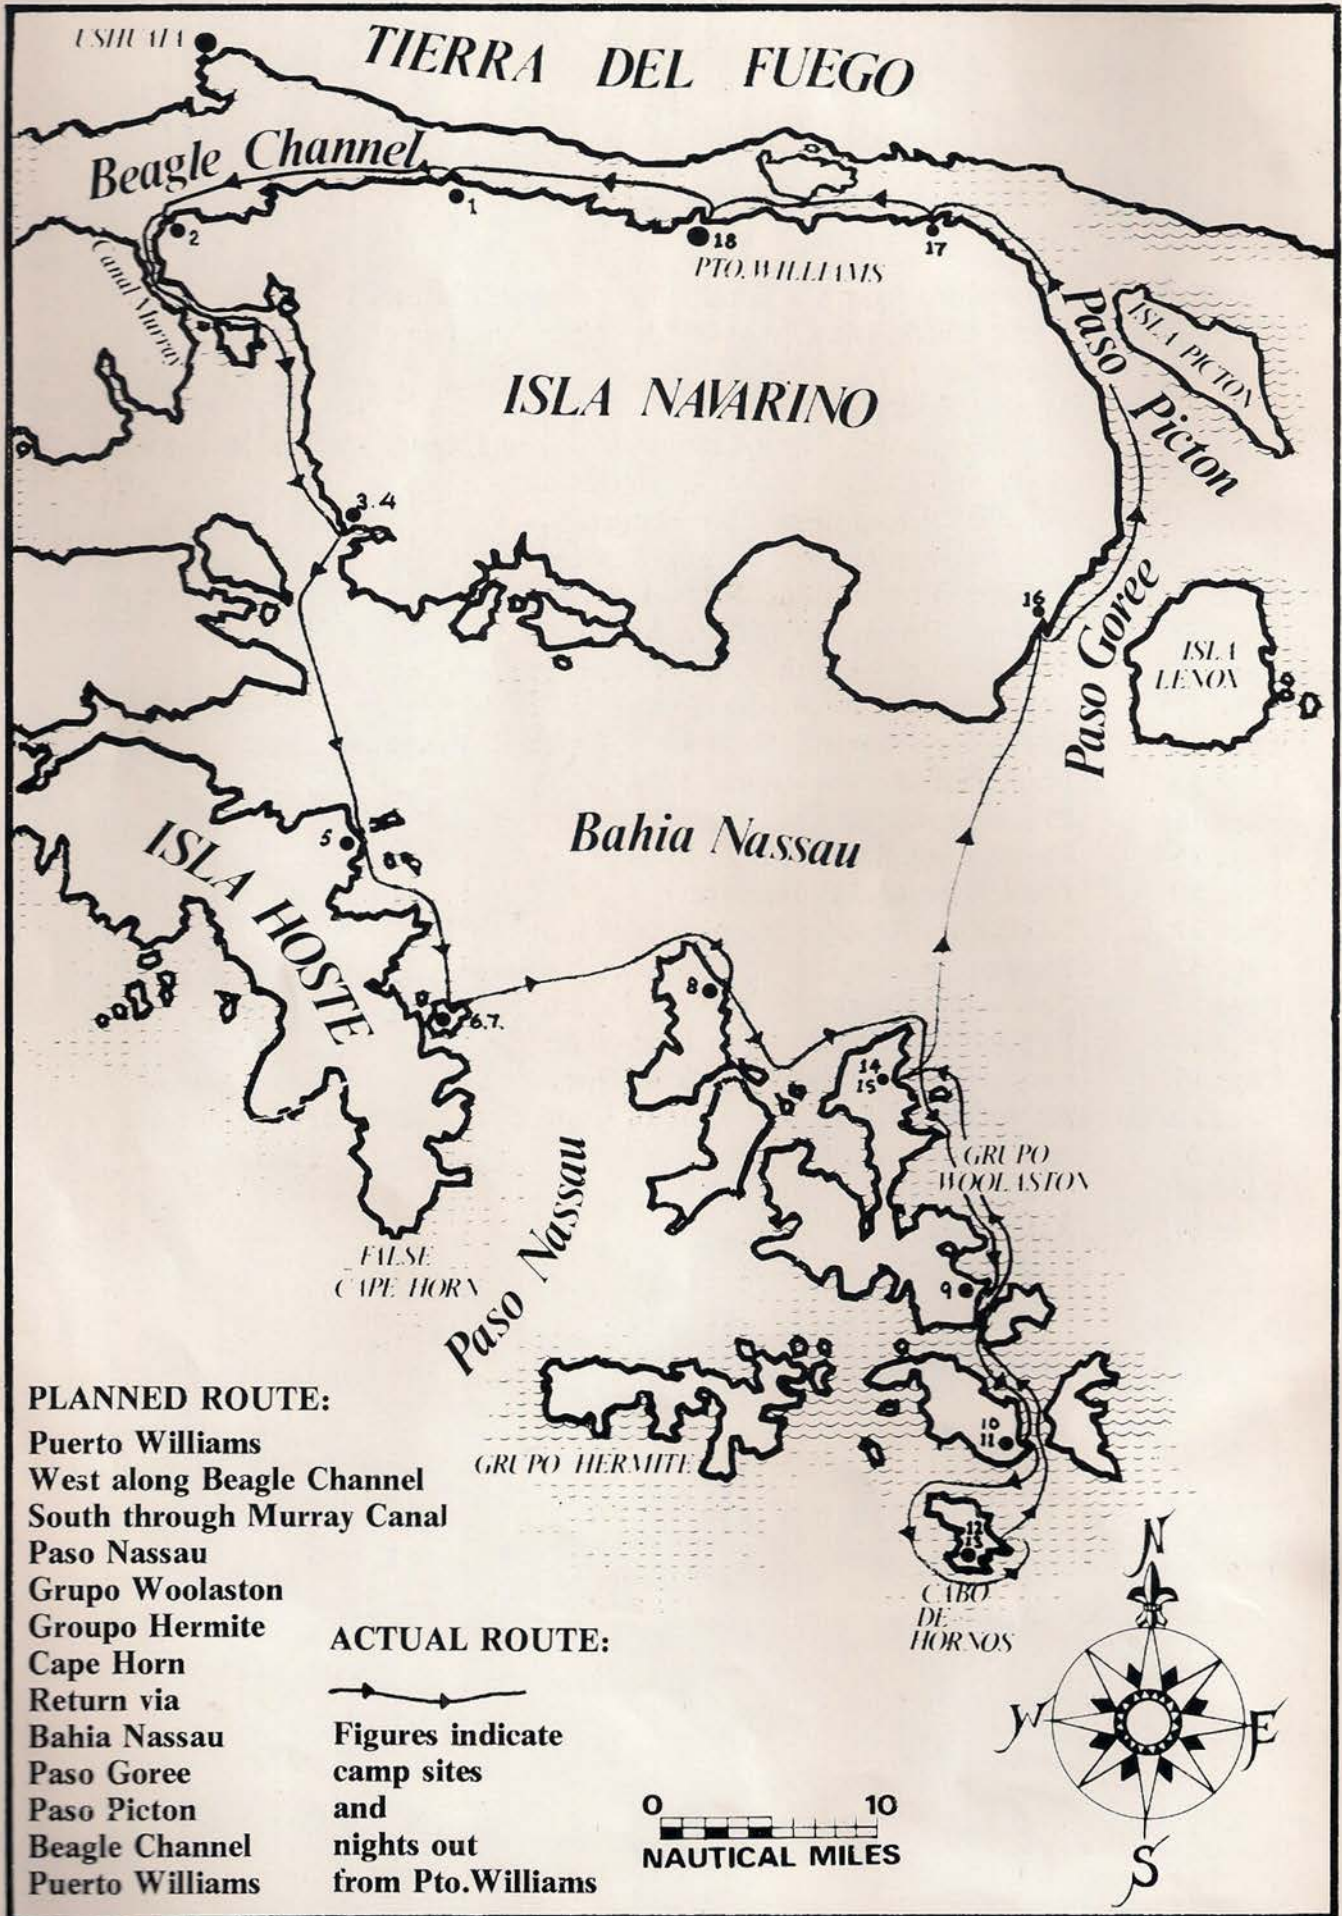 USHUAIA
TIERRA DEL FUEGO
Beagle Channel
1
2
18
17
PTO. WILLIAMS
Canal Murray
Paso Picton
ISLA PICTON
ISLA NAVARINO
3.4
16
Paso Goree
ISLA
LENOX
5
Bahia Nassau
ISLA HOSTE
8
6.7.
14
15
GRUPO
WOOLASTON
Paso Nassau
FALSE
CAPE HORN
9
10
11
GRUPO HERMITE
12
13
CABO
DE
HORNOS
PLANNED ROUTE:
Puerto Williams
West along Beagle Channel
South through Murray Canal
Paso Nassau
Grupo Woolaston
Groupo Hermite
Cape Horn
Return via
Bahia Nassau
Paso Goree
Paso Picton
Beagle Channel
Puerto Williams
ACTUAL ROUTE:
Figures indicate
camp sites
and
nights out
from Pto.Williams
0 10
NAUTICAL MILES
N
W E
S